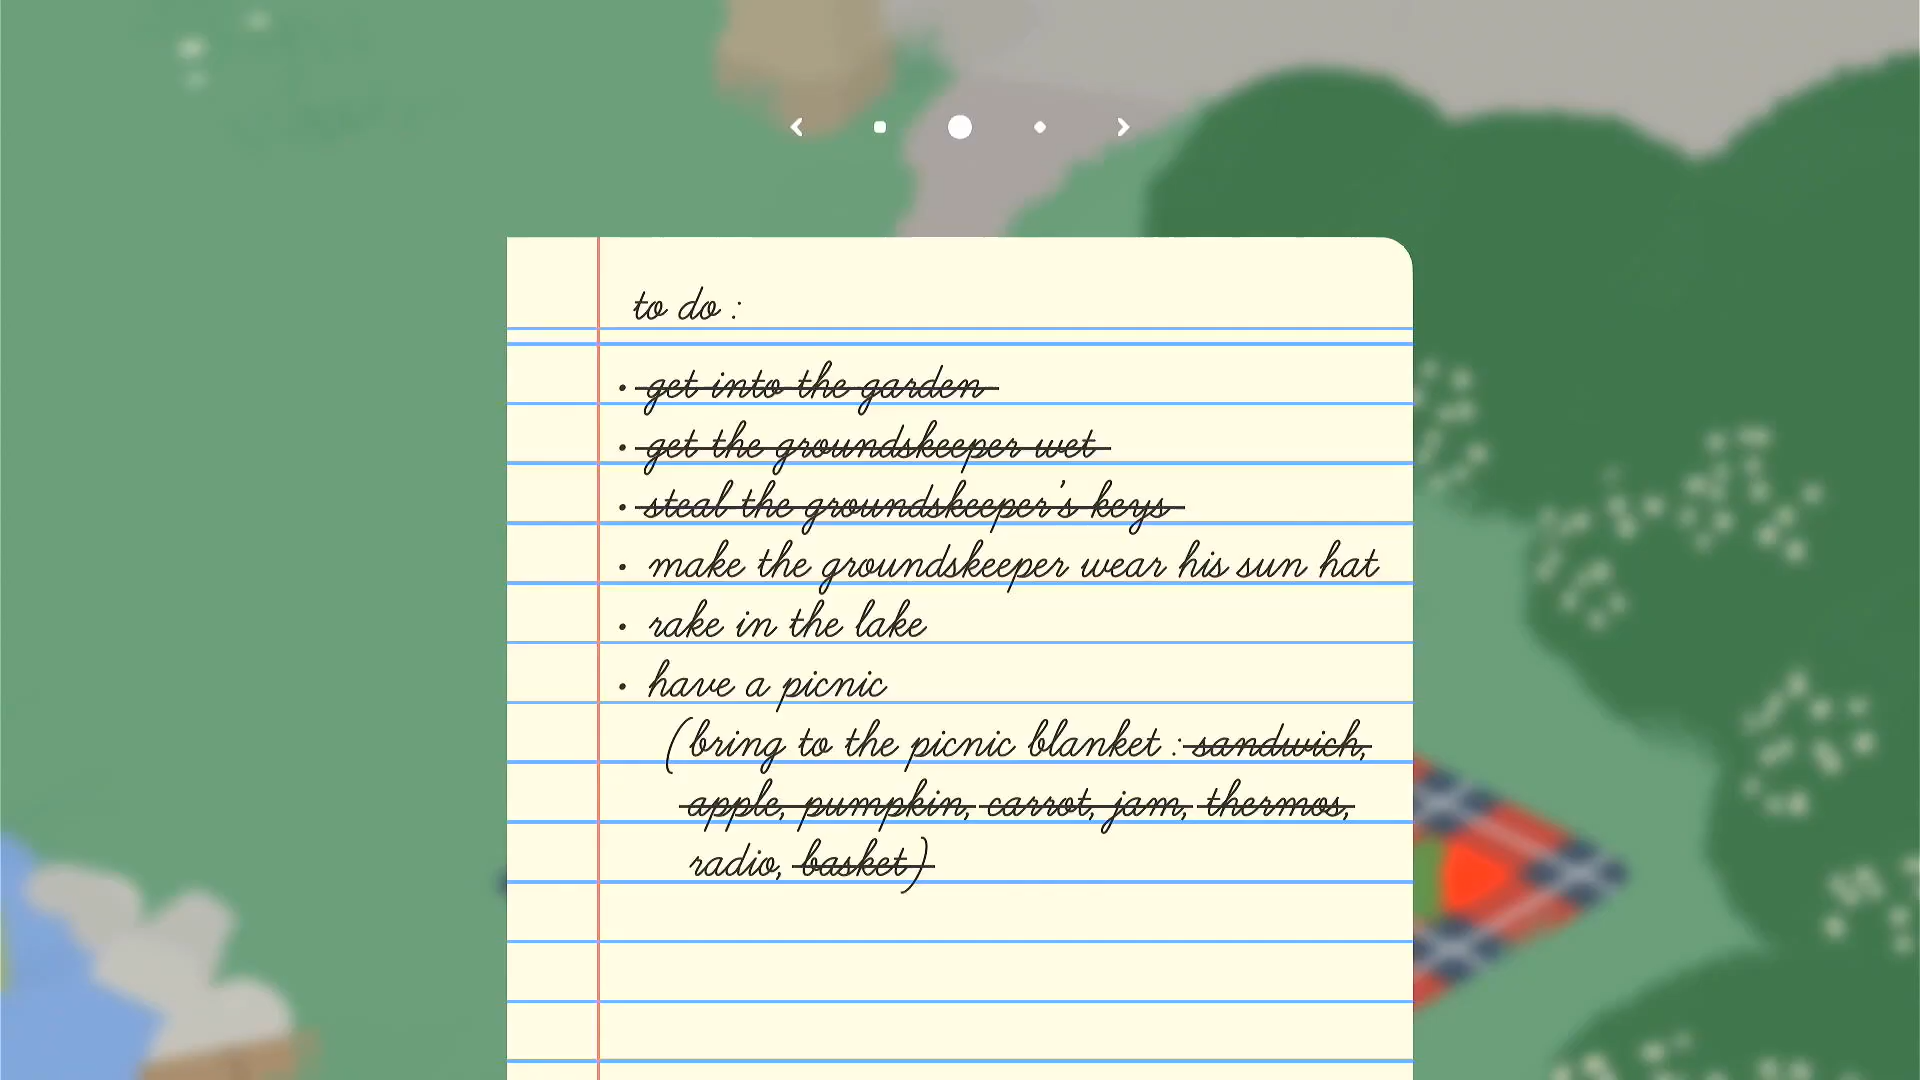 to do :
• get into the garden
• get the groundskeeper wet
• steal the groundskeeper's keys
• make the groundskeeper wear his sun hat
• rake in the lake
• have a picnic
(bring to the picnic blanket : sandwich,
apple, pumpkin, carrot, jam, thermos,
radio, basket)